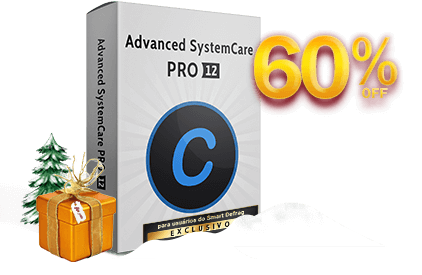 Advanced SystemCare
PRO 12
60%
OFF
Advanced SystemCare PRO 12
C
para usuários do Smart Defrag
EXCLUSIVO